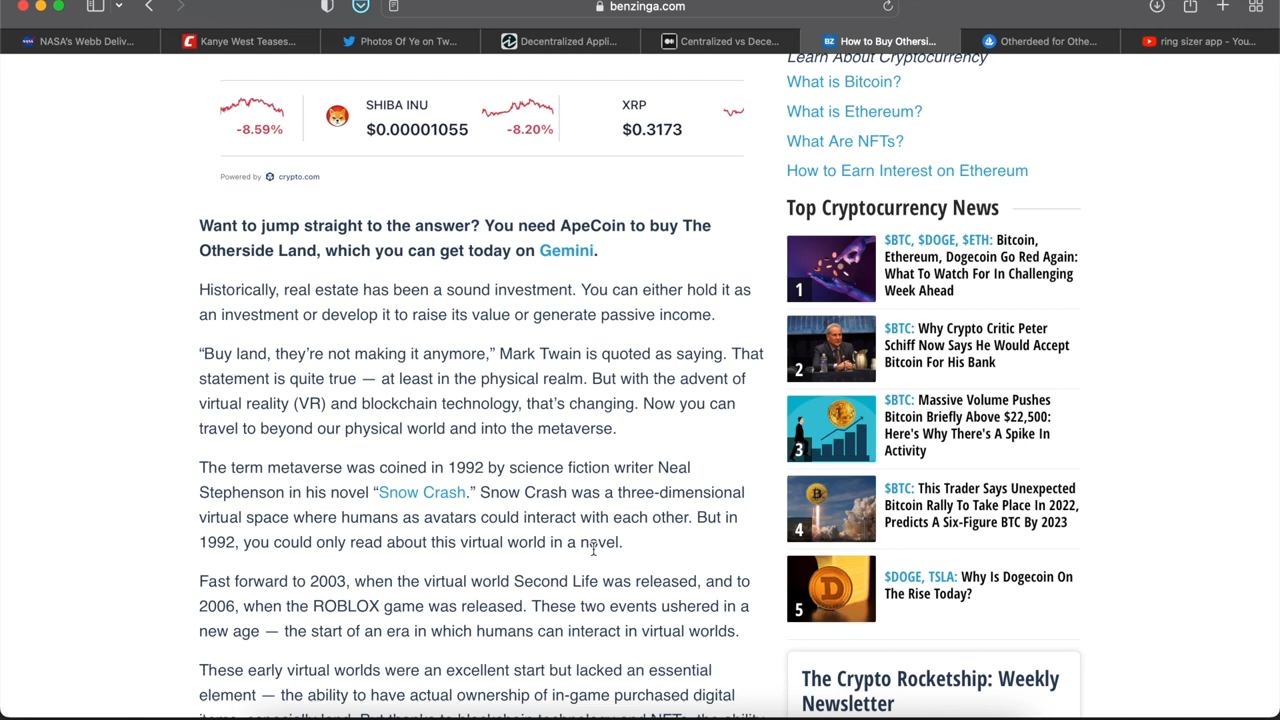 benzinga.com
NASA's Webb Deliv...
Kanye West Teases...
Photos Of Ye on Tw...
Decentralized Appli...
Centralized vs Dece...
BZ How to Buy Othersi...
Otherdeed for Othe...
ring sizer app - You...
-8.59%
SHIBA INU
$0.00001055
-8.20%
XRP
$0.3173
Powered by crypto.com
Want to jump straight to the answer? You need ApeCoin to buy The
Otherside Land, which you can get today on Gemini.
Historically, real estate has been a sound investment. You can either hold it as
an investment or develop it to raise its value or generate passive income.
“Buy land, they’re not making it anymore,” Mark Twain is quoted as saying. That
statement is quite true — at least in the physical realm. But with the advent of
virtual reality (VR) and blockchain technology, that’s changing. Now you can
travel to beyond our physical world and into the metaverse.
The term metaverse was coined in 1992 by science fiction writer Neal
Stephenson in his novel “Snow Crash.” Snow Crash was a three-dimensional
virtual space where humans as avatars could interact with each other. But in
1992, you could only read about this virtual world in a novel.
Fast forward to 2003, when the virtual world Second Life was released, and to
2006, when the ROBLOX game was released. These two events ushered in a
new age — the start of an era in which humans can interact in virtual worlds.
These early virtual worlds were an excellent start but lacked an essential
element — the ability to have actual ownership of in-game purchased digital
items, especially land. But thanks to blockchain technology and NFTs, the ability
Learn About Cryptocurrency
What is Bitcoin?
What is Ethereum?
What Are NFTs?
How to Earn Interest on Ethereum
Top Cryptocurrency News
1
$BTC, $DOGE, $ETH: Bitcoin,
Ethereum, Dogecoin Go Red Again:
What To Watch For In Challenging
Week Ahead
2
$BTC: Why Crypto Critic Peter
Schiff Now Says He Would Accept
Bitcoin For His Bank
3
$BTC: Massive Volume Pushes
Bitcoin Briefly Above $22,500:
Here's Why There's A Spike In
Activity
4
$BTC: This Trader Says Unexpected
Bitcoin Rally To Take Place In 2022,
Predicts A Six-Figure BTC By 2023
5
$DOGE, TSLA: Why Is Dogecoin On
The Rise Today?
The Crypto Rocketship: Weekly
Newsletter